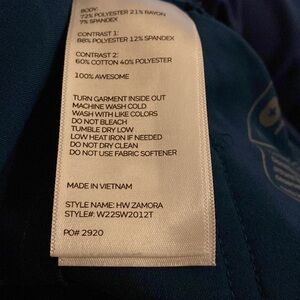 BODY:
72% POLYESTER 21% RAYON
7% SPANDEX
CONTRAST 1:
88% POLYESTER 12% SPANDEX
CONTRAST 2:
60% COTTON 40% POLYESTER
100% AWESOME
TURN GARMENT INSIDE OUT
MACHINE WASH COLD
WASH WITH LIKE COLORS
DO NOT BLEACH
TUMBLE DRY LOW
LOW HEAT IRON IF NEEDED
DO NOT DRY CLEAN
DO NOT USE FABRIC SOFTENER
MADE IN VIETNAM
STYLE NAME: HW ZAMORA
STYLE#: W22SW2012T
PO# 2920